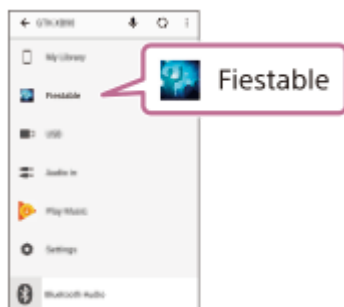 GTK-XB90
My Library
Fiestable
Fiestable
USB
Audio in
Play Music
Settings
Bluetooth Audio